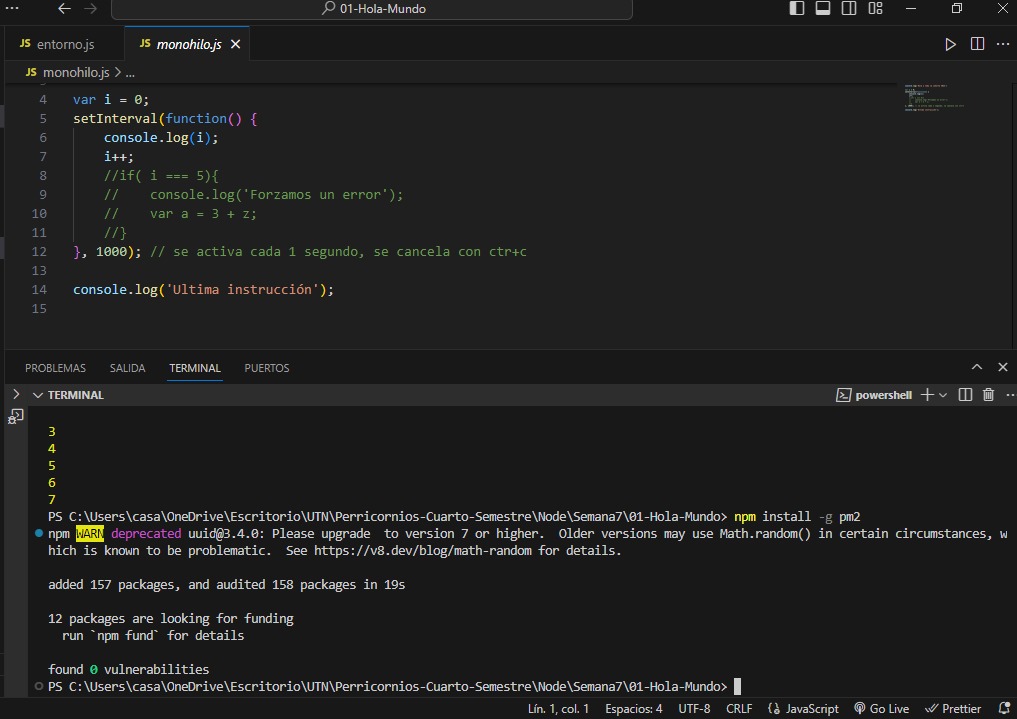 01-Hola-Mundo
JS entorno.js
JS monohilo.js
JS monohilo.js > ...
4 var i = 0;
5 setInterval(function() {
6 console.log(i);
7 i++;
8 //if( i === 5){
9 //    console.log('Forzamos un error');
10 //    var a = 3 + z;
11 //}
12 }, 1000); // se activa cada 1 segundo, se cancela con ctr+c
13
14 console.log('Ultima instrucción');
15
PROBLEMAS SALIDA TERMINAL PUERTOS
TERMINAL powershell
3
4
5
6
7
PS C:\Users\casa\OneDrive\Escritorio\UTN\Perricornios-Cuarto-Semestre\Node\Semana7\01-Hola-Mundo> npm install -g pm2
npm WARN deprecated uuid@3.4.0: Please upgrade  to version 7 or higher.  Older versions may use Math.random() in certain circumstances, w
hich is known to be problematic.  See https://v8.dev/blog/math-random for details.
added 157 packages, and audited 158 packages in 19s
12 packages are looking for funding
run `npm fund` for details
found 0 vulnerabilities
PS C:\Users\casa\OneDrive\Escritorio\UTN\Perricornios-Cuarto-Semestre\Node\Semana7\01-Hola-Mundo>
Lín. 1, col. 1 Espacios: 4 UTF-8 CRLF JavaScript Go Live Prettier